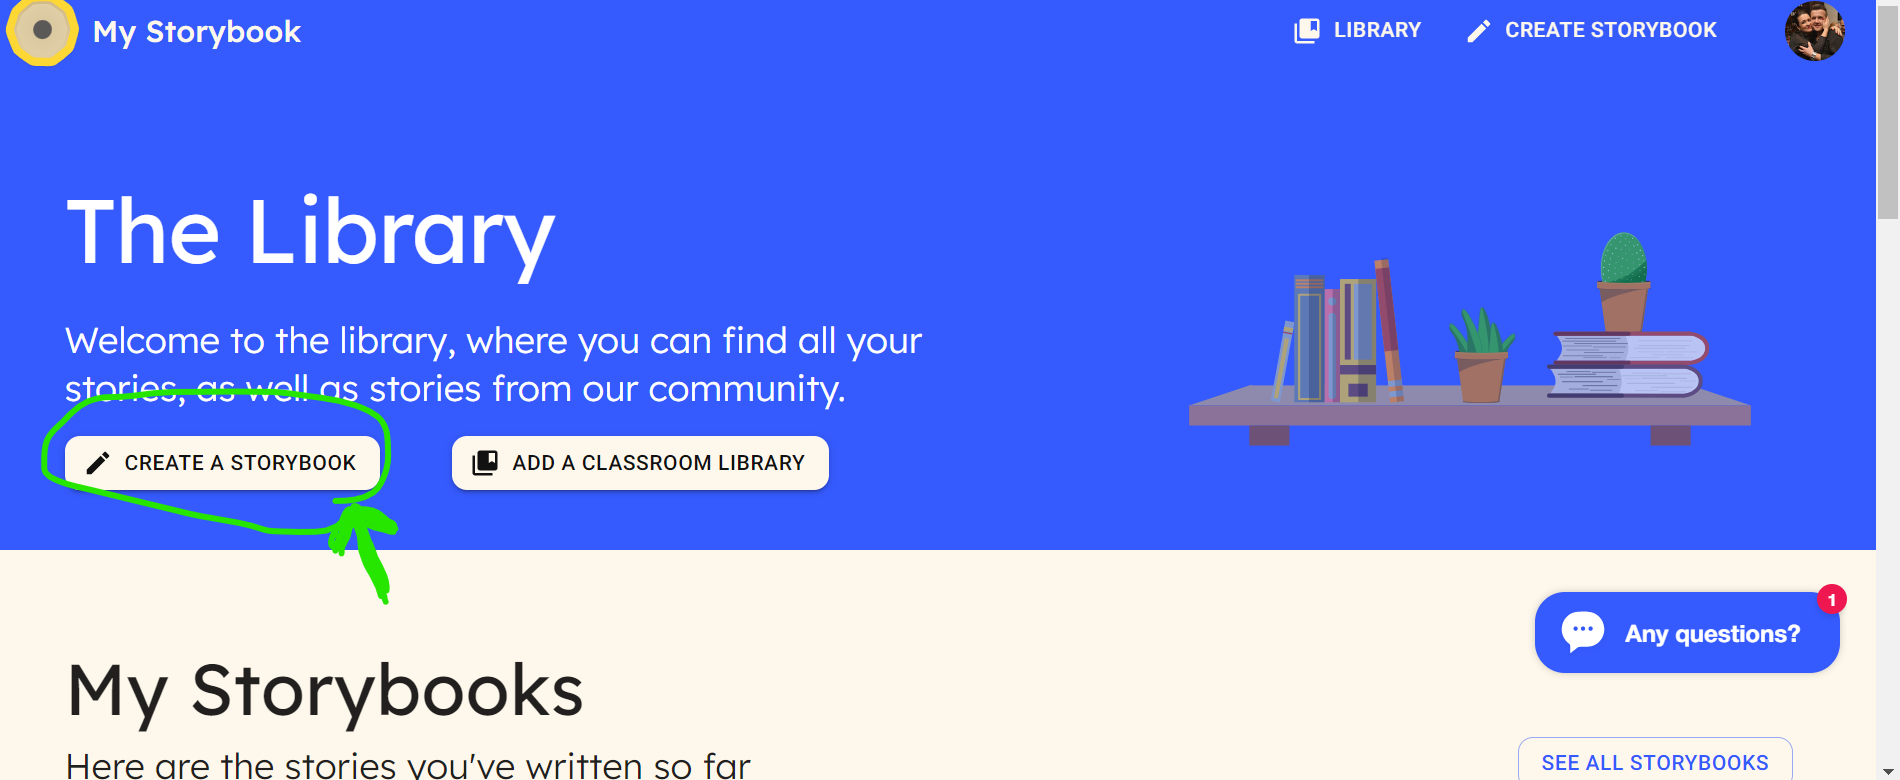 My Storybook
LIBRARY
CREATE STORYBOOK
The Library
Welcome to the library, where you can find all your
stories, as well as stories from our community.
CREATE A STORYBOOK
ADD A CLASSROOM LIBRARY
1
Any questions?
My Storybooks
Here are the stories you've written so far
SEE ALL STORYBOOKS